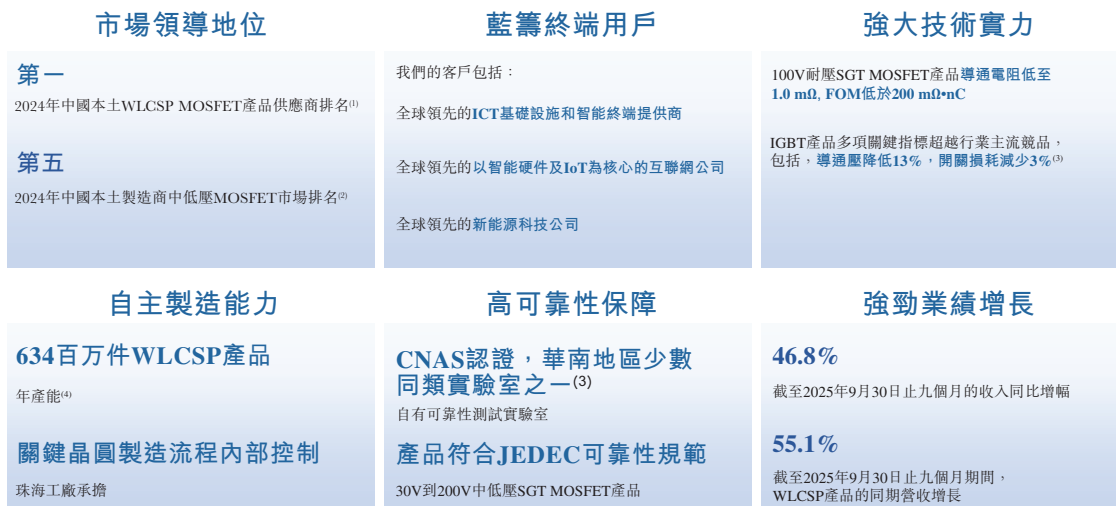 市場領導地位
第一
2024年中國本土WLCSP MOSFET產品供應商排名(1)
第五
2024年中國本土製造商中低壓MOSFET市場排名(2)
藍籌終端用戶
我們的客戶包括：
全球領先的ICT基礎設施和智能終端提供商
全球領先的以智能硬件及IoT為核心的互聯網公司
全球領先的新能源科技公司
強大技術實力
100V耐壓SGT MOSFET產品導通電阻低至
1.0 mΩ, FOM低於200 mΩ•nC
IGBT產品多項關鍵指標超越行業主流競品，
包括，導通壓降低13%，開關損耗減少3%(3)
自主製造能力
634百万件WLCSP產品
年產能(4)
關鍵晶圓製造流程內部控制
珠海工廠承擔
高可靠性保障
CNAS認證，華南地區少數
同類實驗室之一(3)
自有可靠性測試實驗室
產品符合JEDEC可靠性規範
30V到200V中低壓SGT MOSFET產品
強勁業績增長
46.8%
截至2025年9月30日止九個月的收入同比增幅
55.1%
截至2025年9月30日止九個月期間，
WLCSP產品的同期營收增長